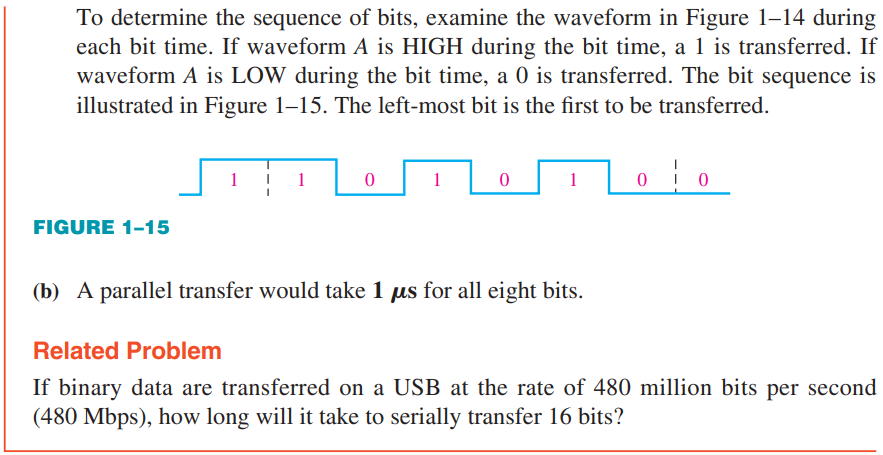 To determine the sequence of bits, examine the waveform in Figure 1–14 during
each bit time. If waveform A is HIGH during the bit time, a 1 is transferred. If
waveform A is LOW during the bit time, a 0 is transferred. The bit sequence is
illustrated in Figure 1–15. The left-most bit is the first to be transferred.
1 1 0 1 0 1 0 0
FIGURE 1–15
(b) A parallel transfer would take 1 μs for all eight bits.
Related Problem
If binary data are transferred on a USB at the rate of 480 million bits per second
(480 Mbps), how long will it take to serially transfer 16 bits?